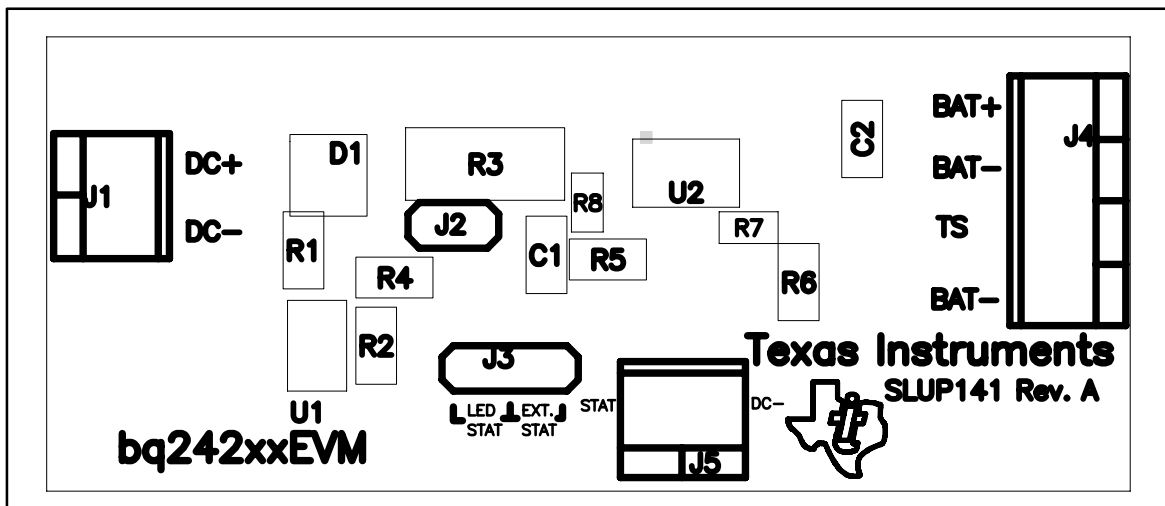 BAT+
C2
J4
D1
R3
DC+
BAT-
J1
R8
U2
J2
R7
TS
DC-
R1
C1
R5
R6
R4
BAT-
R2
J3
Texas Instruments
SLUP141 Rev. A
U1
LED
STAT
EXT.
STAT
STAT
DC-
bq242xxEVM
J5